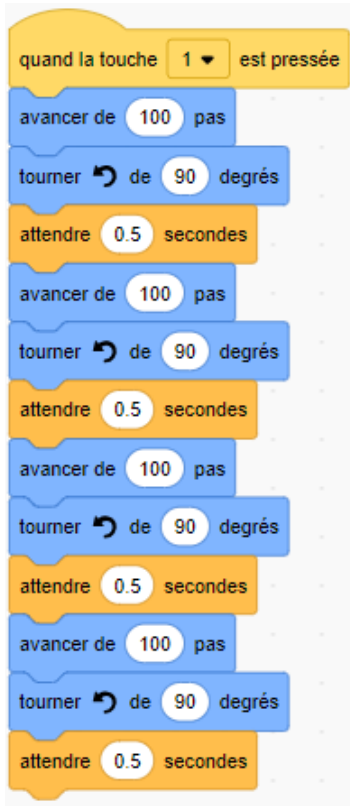 quand la touche 1 est pressée
avancer de 100 pas
tourner de 90 degrés
attendre 0.5 secondes
avancer de 100 pas
tourner de 90 degrés
attendre 0.5 secondes
avancer de 100 pas
tourner de 90 degrés
attendre 0.5 secondes
avancer de 100 pas
tourner de 90 degrés
attendre 0.5 secondes